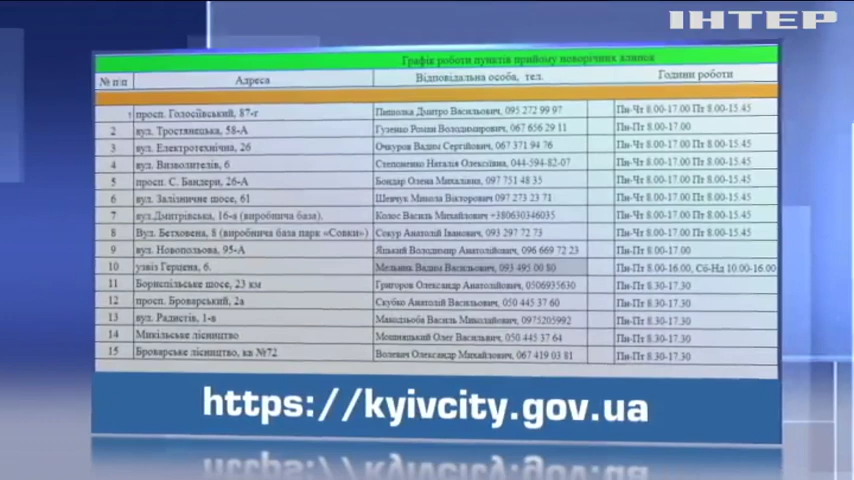 ІНТЕР
Графік роботи пунктів прийому новорічних ялинок
№ п/п Адреса Відповідальна особа, тел. Години роботи
1 просп. Голосіївський, 87-г Дмитро Васильович, 095 272 99 97 Пн-Чт 8.00-17.00 Пт 8.00-15.45
2 вул. Тростянецька, 58-А Гузенко Роман Володимирович, 067 656 29 11 Пн-Пт 8.00-17.00
3 вул. Електротехнічна, 26 Очкуров Вадим Сергійович, 067 371 94 76 Пн-Чт 8.00-17.00 Пт 8.00-15.45
4 вул. Визволителів, 6 Степоненко Наталія Олексіївна, 044-594-82-07 Пн-Чт 8.00-17.00 Пт 8.00-15.45
5 просп. С. Бандери, 26-А Бондар Олена Михалівна, 097 751 48 35 Пн-Чт 8.00-17.00 Пт 8.00-15.45
6 вул. Залізничне шосе, 61 Шевчук Микола Вікторович 097 273 23 71 Пн-Чт 8.00-17.00 Пт 8.00-15.45
7 вул.Дмитрівська, 16-а (виробнича база). Колос Василь Михайлович +380630346035 Пн-Чт 8.00-17.00 Пт 8.00-15.45
8 Вул. Бетховена, 8 (виробнича база парк «Совки») Сокур Анатолій Іванович, 093 297 72 73 Пн-Чт 8.00-17.00 Пт 8.00-15.45
9 вул. Новопольова, 95-А Яцький Володимир Анатолійович, 096 669 72 23 Пн-Пт 8.00-17.00
10 узвіз Герцена, 6. Мельник Вадим Васильович, 093 495 00 80 Пн-Пт 8.00-16.00, Сб-Нд 10.00-16.00
11 Бориспільське шосе, 23 км Григоров Олександр Анатолійович, 0506935630 Пн-Пт 8.30-17.30
12 просп. Броварський, 2а Скубко Анатолій Васильович, 050 445 37 60 Пн-Пт 8.30-17.30
13 вул. Радистів, 1-в Макодзьоба Василь Миколайович, 0975205992 Пн-Пт 8.30-17.30
14 Микільське лісництво Мошняцький Олег Васильович, 050 445 37 64 Пн-Пт 8.30-17.30
15 Броварське лісництво, кв №72 Волевич Олександр Михайлович, 067 419 03 81 Пн-Пт 8.30-17.30
https://kyivcity.gov.ua